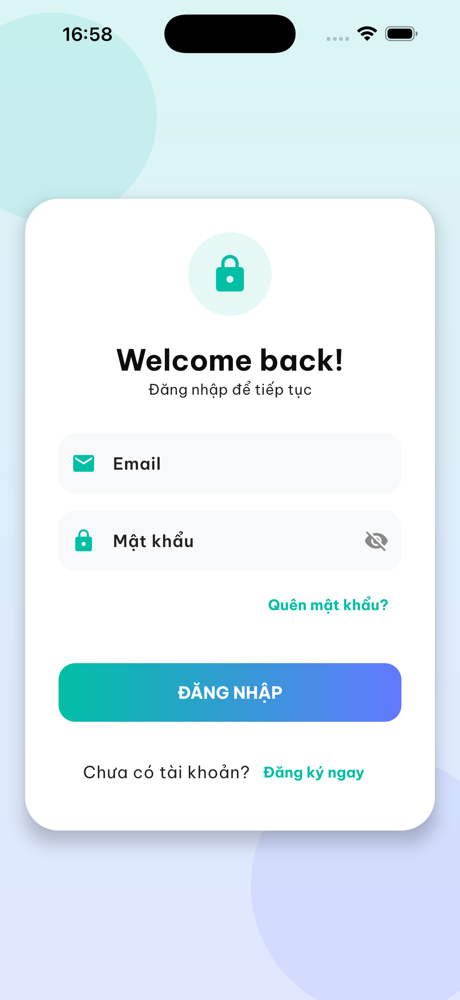 16:58
Welcome back!
Đăng nhập để tiếp tục
Email
Mật khẩu
Quên mật khẩu?
ĐĂNG NHẬP
Chưa có tài khoản? Đăng ký ngay